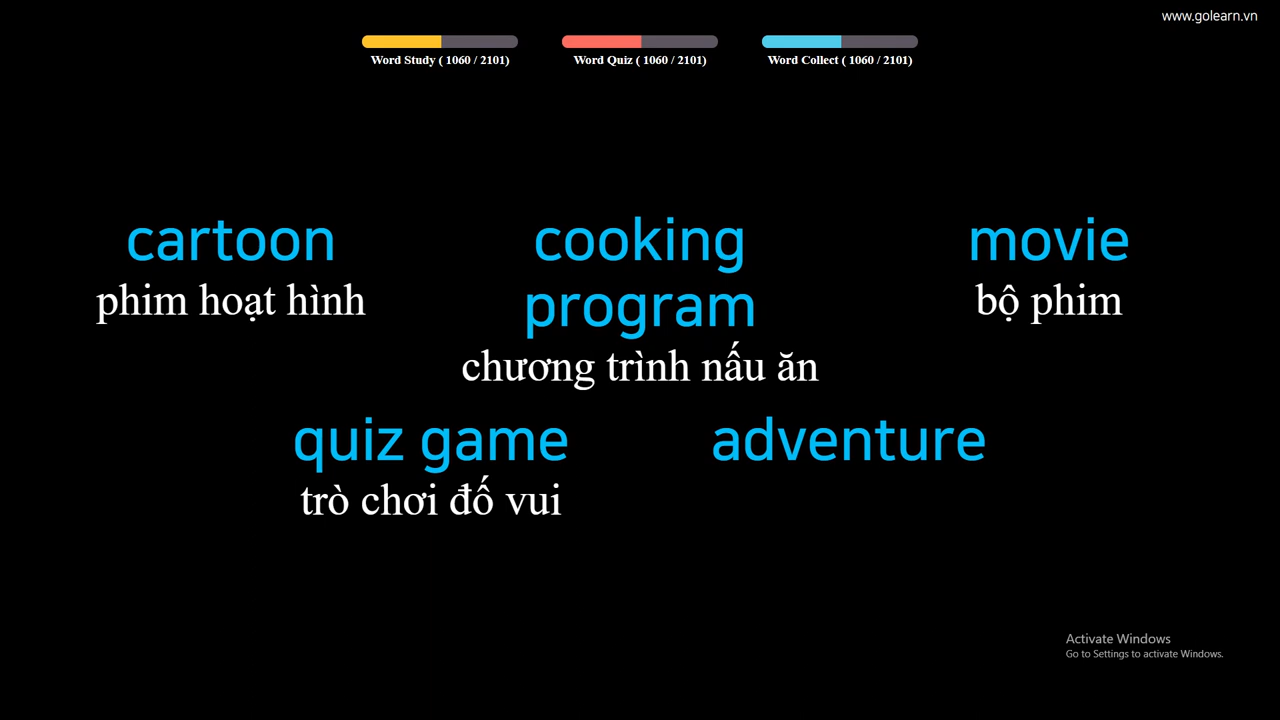 www.golearn.vn
Word Study ( 1060 / 2101)
Word Quiz ( 1060 / 2101)
Word Collect ( 1060 / 2101)
cartoon
phim hoạt hình
cooking
program
chương trình nấu ăn
movie
bộ phim
quiz game
trò chơi đố vui
adventure
Activate Windows
Go to Settings to activate Windows.